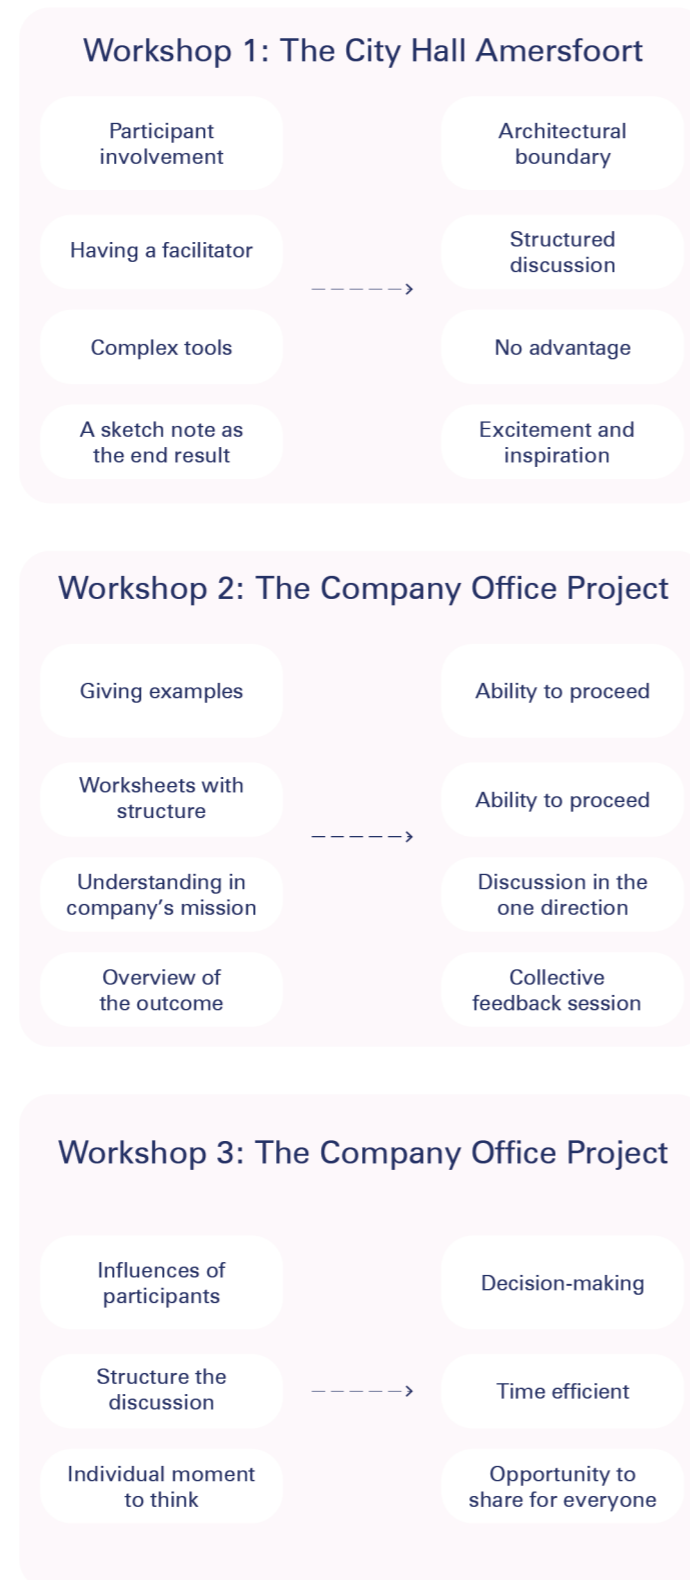 Workshop 1: The City Hall Amersfoort
Participant
involvement
Architectural
boundary
Having a facilitator
Structured
discussion
Complex tools
No advantage
A sketch note as
the end result
Excitement and
inspiration
Workshop 2: The Company Office Project
Giving examples
Ability to proceed
Worksheets with
structure
Ability to proceed
Understanding in
company’s mission
Discussion in the
one direction
Overview of
the outcome
Collective
feedback session
Workshop 3: The Company Office Project
Influences of
participants
Decision-making
Structure the
discussion
Time efficient
Individual moment
to think
Opportunity to
share for everyone